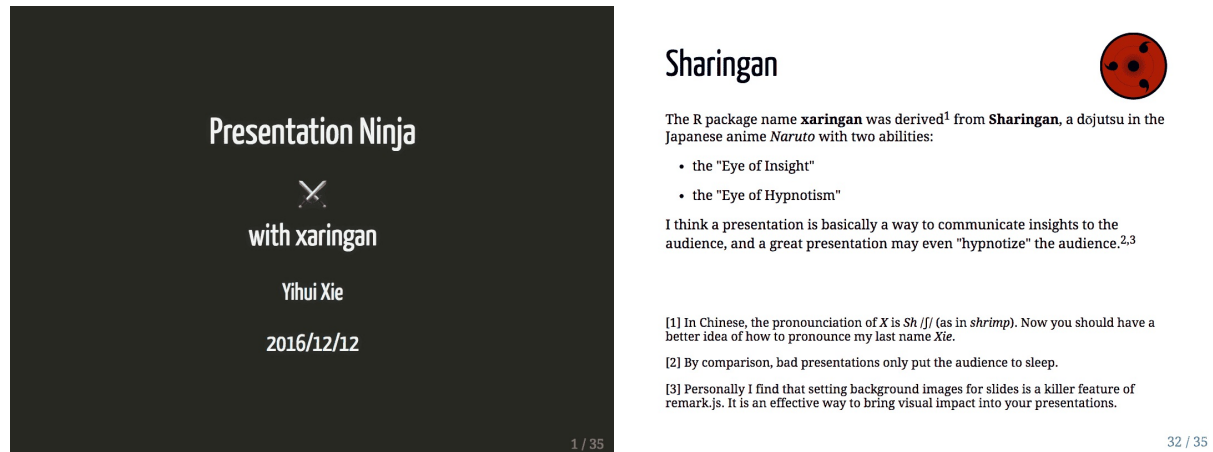 Presentation Ninja
⚔
with xaringan
Yihui Xie
2016/12/12
1 / 35
Sharingan
The R package name xaringan was derived1 from Sharingan, a dōjutsu in the
Japanese anime Naruto with two abilities:
• the "Eye of Insight"
• the "Eye of Hypnotism"
I think a presentation is basically a way to communicate insights to the
audience, and a great presentation may even "hypnotize" the audience.2,3
[1] In Chinese, the pronounciation of X is Sh /ʃ/ (as in shrimp). Now you should have a
better idea of how to pronounce my last name Xie.
[2] By comparison, bad presentations only put the audience to sleep.
[3] Personally I find that setting background images for slides is a killer feature of
remark.js. It is an effective way to bring visual impact into your presentations.
32 / 35